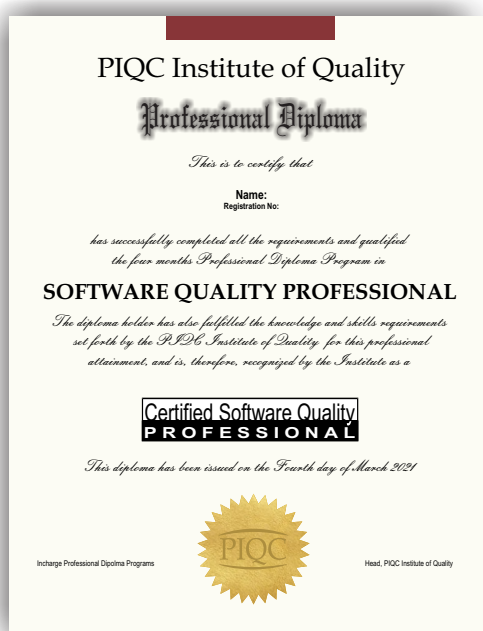 PIQC Institute of Quality
Professional Diploma
This is to certify that
Name:
Registration No:
has successfully completed all the requirements and qualified
the four months Professional Diploma Program in
SOFTWARE QUALITY PROFESSIONAL
The diploma holder has also fulfilled the knowledge and skills requirements
set forth by the PIQC Institute of Quality for this professional
attainment, and is, therefore, recognized by the Institute as a
Certified Software Quality
PROFESSIONAL
This diploma has been issued on the Fourth day of March 2021
PIQC
Incharge Professional Dipolma Programs
Head, PIQC Institute of Quality